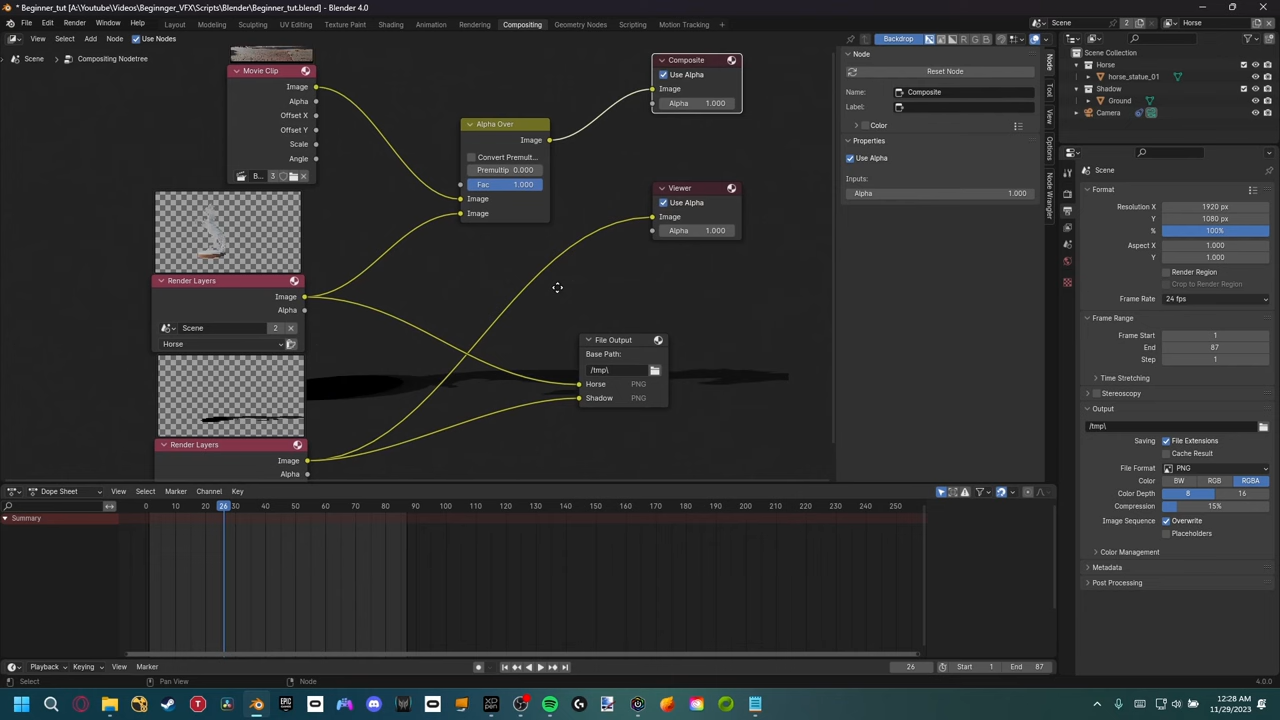 * Beginner_tut [A:\Youtube\Videos\Beginnger_VFX\Scripts\Blender\Beginner_tut.blend] - Blender 4.0
File Edit Render Window Help
Layout Modeling Sculpting UV Editing Texture Paint Shading Animation Rendering Compositing Geometry Nodes Scripting Motion Tracking +
Scene 2 Horse
View Select Add Node Use Nodes
Backdrop R G B
Scene > Compositing Nodetree
Movie Clip
Image
Alpha
Offset X
Offset Y
Scale
Angle
B... 3
Alpha Over
Image
Convert Premult...
Premultip 0.000
Fac 1.000
Image
Image
Composite
Use Alpha
Image
Alpha 1.000
Viewer
Use Alpha
Image
Alpha 1.000
Render Layers
Image
Alpha
Scene 2
Horse
File Output
Base Path:
/tmp\
Horse PNG
Shadow PNG
Render Layers
Image
Alpha
Node
Reset Node
Name: Composite
Label:
Color
Properties
Use Alpha
Inputs:
Alpha 1.000
Node
Tool
View
Options
Node Wrangler
Scene Collection
Horse
horse_statue_01
Shadow
Ground
Camera
Scene
Format
Resolution X 1920 px
Y 1080 px
% 100%
Aspect X 1.000
Y 1.000
Render Region
Crop to Render Region
Frame Rate 24 fps
Frame Range
Frame Start 1
End 87
Step 1
Time Stretching
Stereoscopy
Output
/tmp\
Saving File Extensions
Cache Result
File Format PNG
Color BW RGB RGBA
Color Depth 8 16
Compression 15%
Image Sequence Overwrite
Placeholders
Color Management
Metadata
Post Processing
Dope Sheet View Select Marker Channel Key
0 10 20 26 30 40 50 60 70 80 90 100 110 120 130 140 150 160 170 180 190 200 210 220 230 240 250
Summary
Playback Keying View Marker
26 Start 1 End 87
Select Pan View Node 4.0.0
12:28 AM
11/29/2023